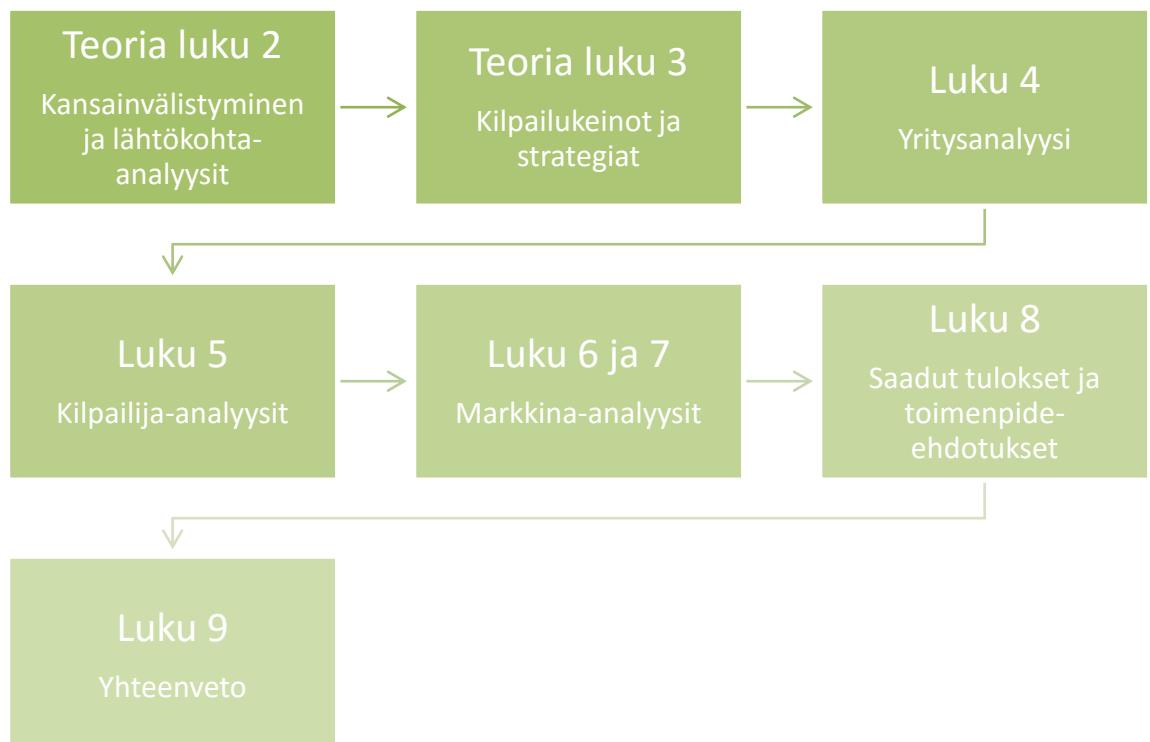 Teoria luku 2
Kansainvälistyminen
ja lähtökohta-
analyysit
Teoria luku 3
Kilpailukeinot ja
strategiat
Luku 4
Yritysanalyysi
Luku 5
Kilpailija-analyysit
Luku 6 ja 7
Markkina-analyysit
Luku 8
Saadut tulokset ja
toimenpide-
ehdotukset
Luku 9
Yhteenveto